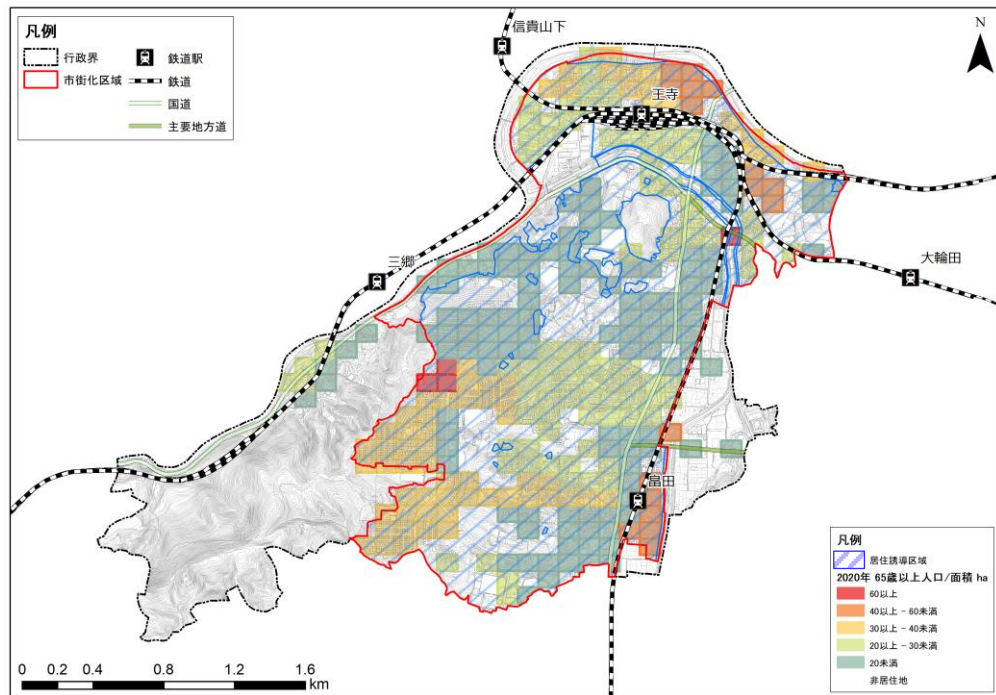 凡例
行政界
鉄道駅
市街化区域
鉄道
国道
主要地方道
信貴山下
N
王寺
三郷
大輪田
畠田
0 0.2 0.4 0.8 1.2 1.6
km
凡例
居住誘導区域
2020年 65歳以上人口/面積 ha
60以上
40以上 - 60未満
30以上 - 40未満
20以上 - 30未満
20未満
非居住地